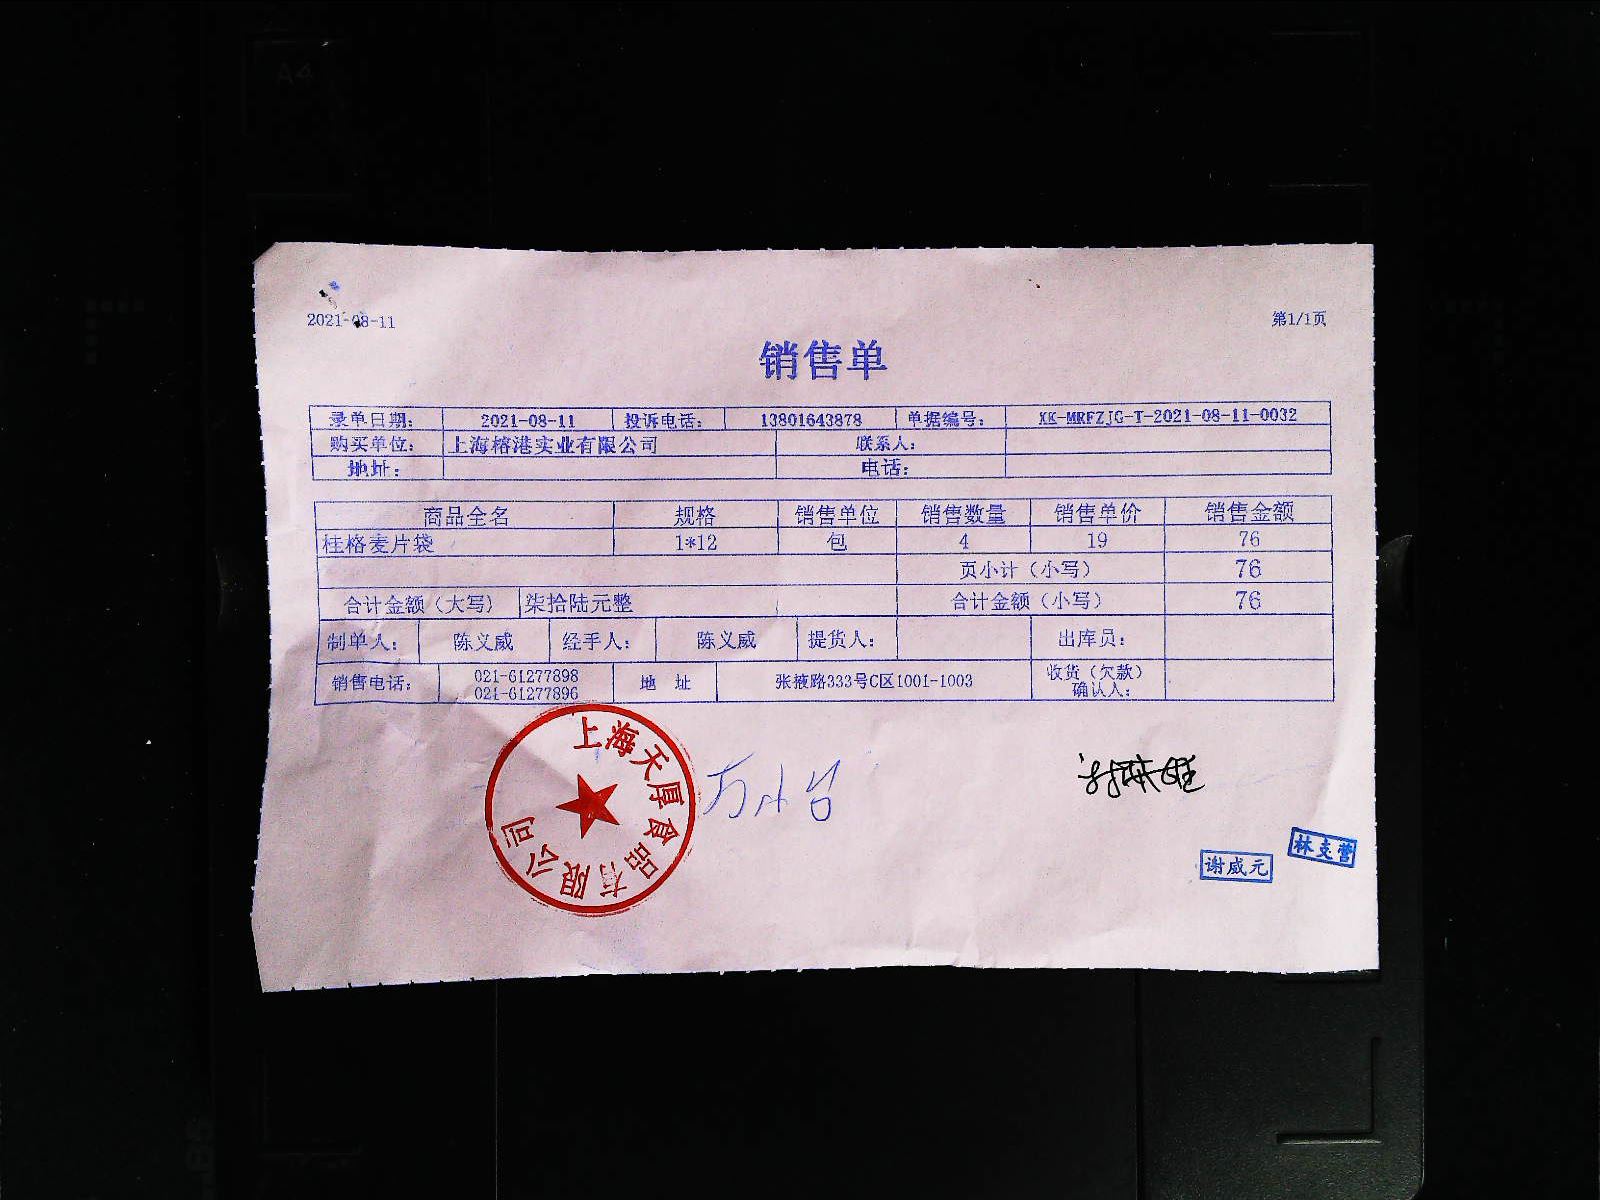 2021-08-11 第1/1页
销售单
录单日期: 2021-08-11 投诉电话: 13801643878 单据编号: XK-MRFZJG-T-2021-08-11-0032
购买单位: 上海榕港实业有限公司 联系人:
地址: 电话:
商品全名 规格 销售单位 销售数量 销售单价 销售金额
桂格麦片袋 1*12 包 4 19 76
页小计（小写） 76
合计金额（大写） 柒拾陆元整 合计金额（小写） 76
制单人: 陈义威 经手人: 陈义威 提货人: 出库员:
销售电话: 021-61277898 地 址 张掖路333号C区1001-1003 收货（欠款）
021-61277896 确认人:
上海天厚食品有限公司
方小台
谢威元
林支营
A4